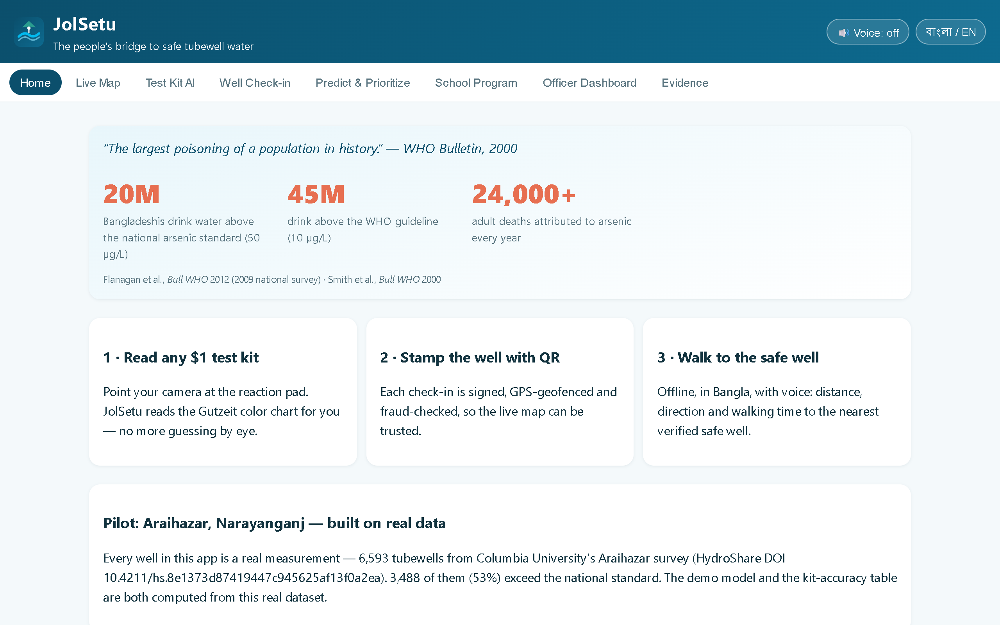 JolSetu
The people's bridge to safe tubewell water
🔊 Voice: off
বাংলা / EN
Home
Live Map
Test Kit AI
Well Check-in
Predict & Prioritize
School Program
Officer Dashboard
Evidence
“The largest poisoning of a population in history.” — WHO Bulletin, 2000
20M
Bangladeshis drink water above
the national arsenic standard (50
µg/L)
45M
drink above the WHO guideline
(10 µg/L)
24,000+
adult deaths attributed to arsenic
every year
Flanagan et al., Bull WHO 2012 (2009 national survey) · Smith et al., Bull WHO 2000
1 · Read any $1 test kit
Point your camera at the reaction pad.
JolSetu reads the Gutzeit color chart for you
— no more guessing by eye.
2 · Stamp the well with QR
Each check-in is signed, GPS-geofenced and
fraud-checked, so the live map can be
trusted.
3 · Walk to the safe well
Offline, in Bangla, with voice: distance,
direction and walking time to the nearest
verified safe well.
Pilot: Araihazar, Narayanganj — built on real data
Every well in this app is a real measurement — 6,593 tubewells from Columbia University's Araihazar survey (HydroShare DOI
10.4211/hs.8e1373d87419447c945625af13f0a2ea). 3,488 of them (53%) exceed the national standard. The demo model and the kit-accuracy table
are both computed from this real dataset.